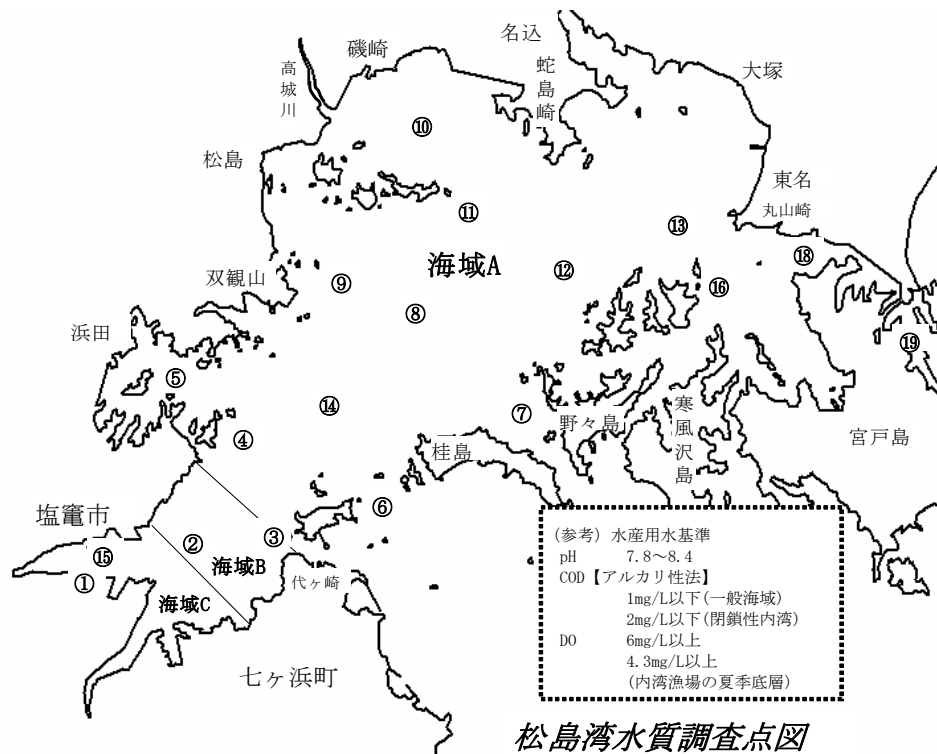 名込
磯崎
蛇島崎
大塚
高城川
⑩
松島
東名
丸山崎
⑪
⑬
⑱
海域A
双観山
⑨
⑫
⑯
⑧
浜田
⑲
⑤
⑭
⑦
野々島
寒風沢島
④
桂島
宮戸島
⑥
塩竈市
②
③
⑮
海域B
①
代ヶ崎
海域C
七ヶ浜町
(参考) 水産用水基準
pH 7.8～8.4
COD【アルカリ性法】
1mg/L以下(一般海域)
2mg/L以下(閉鎖性内湾)
DO 6mg/L以上
4.3mg/L以上
(内湾漁場の夏季底層)
松島湾水質調査点図